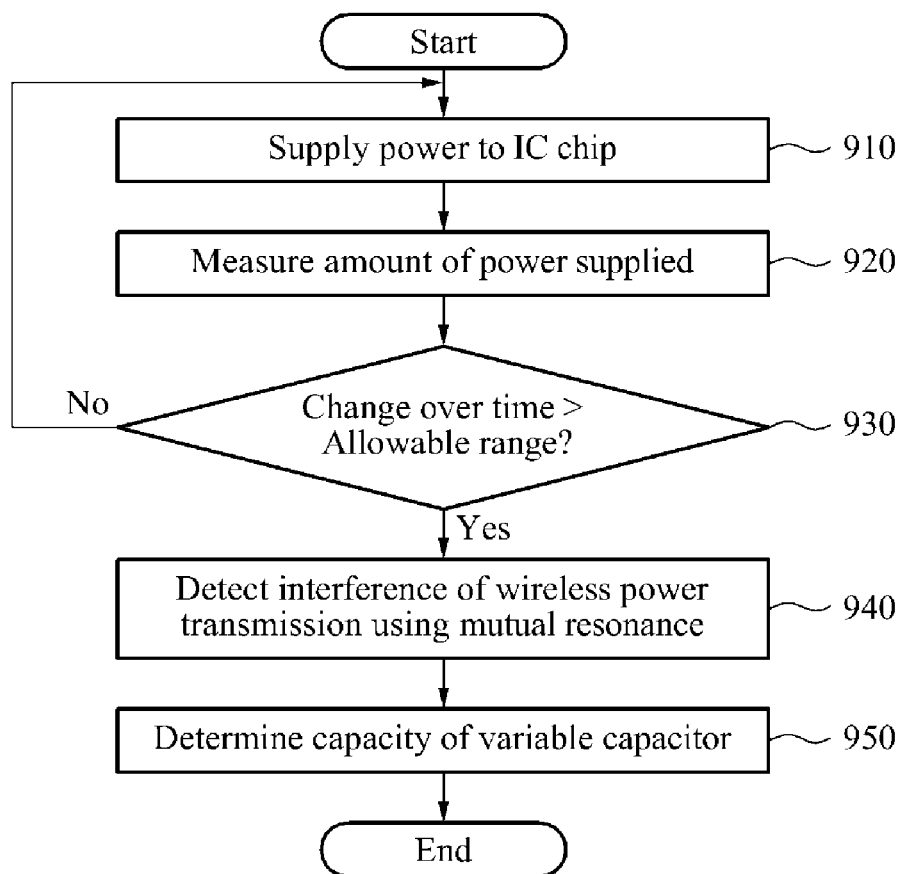 Start
Supply power to IC chip
910
Measure amount of power supplied
920
Change over time >
Allowable range?
930
No
Yes
Detect interference of wireless power
transmission using mutual resonance
940
Determine capacity of variable capacitor
950
End